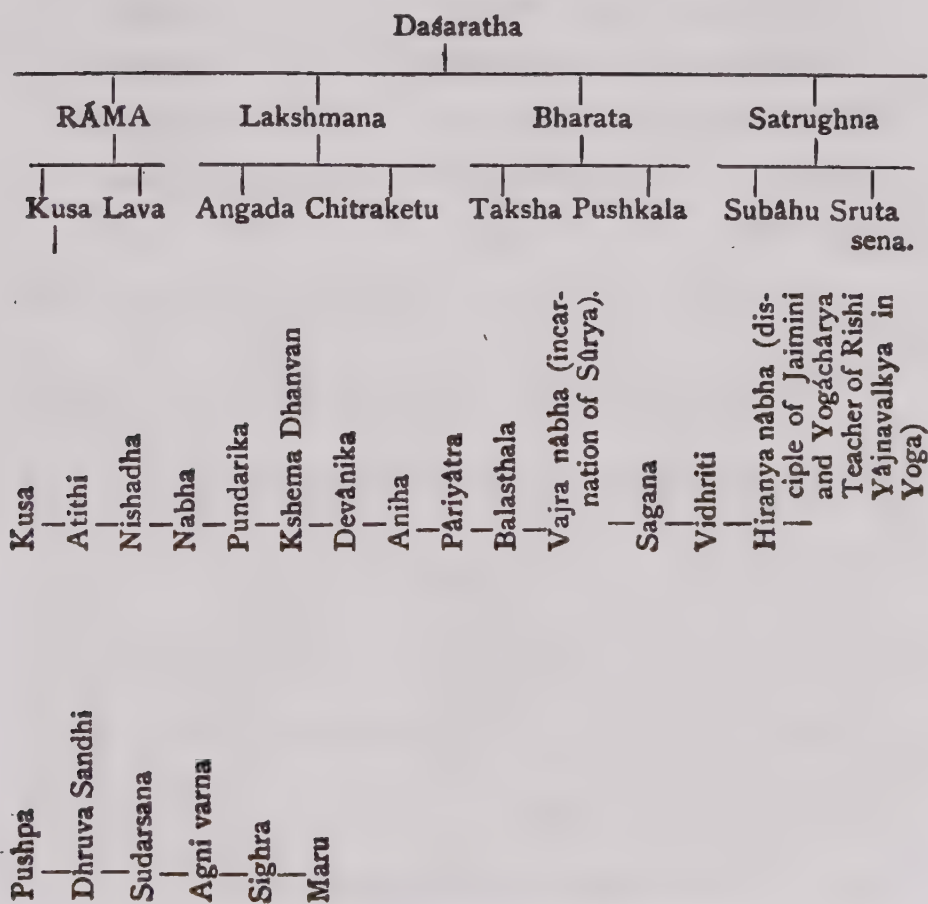 Daśaratha
RÁMA Lakshmana Bharata Satrughna
Kusa Lava Angada Chitraketu Taksha Pushkala Subâhu Sruta
sena.
Kusa
Atithi
Nishadha
Nabha
Pundarika
Kshema Dhanvan
Devânika
Aniha
Pâriyâtra
Balasthala
Vajra nâbha (incar-
nation of Sûrya).
Sagana
Vidhriti
Hiranya nâbha (dis-
ciple of Jaimini
and Yogáchârya
Teacher of Rishi
Yâjnavalkya in
Yoga)
Pushpa
Dhruva Sandhi
Sudarsana
Agni varna
Sighra
Maru